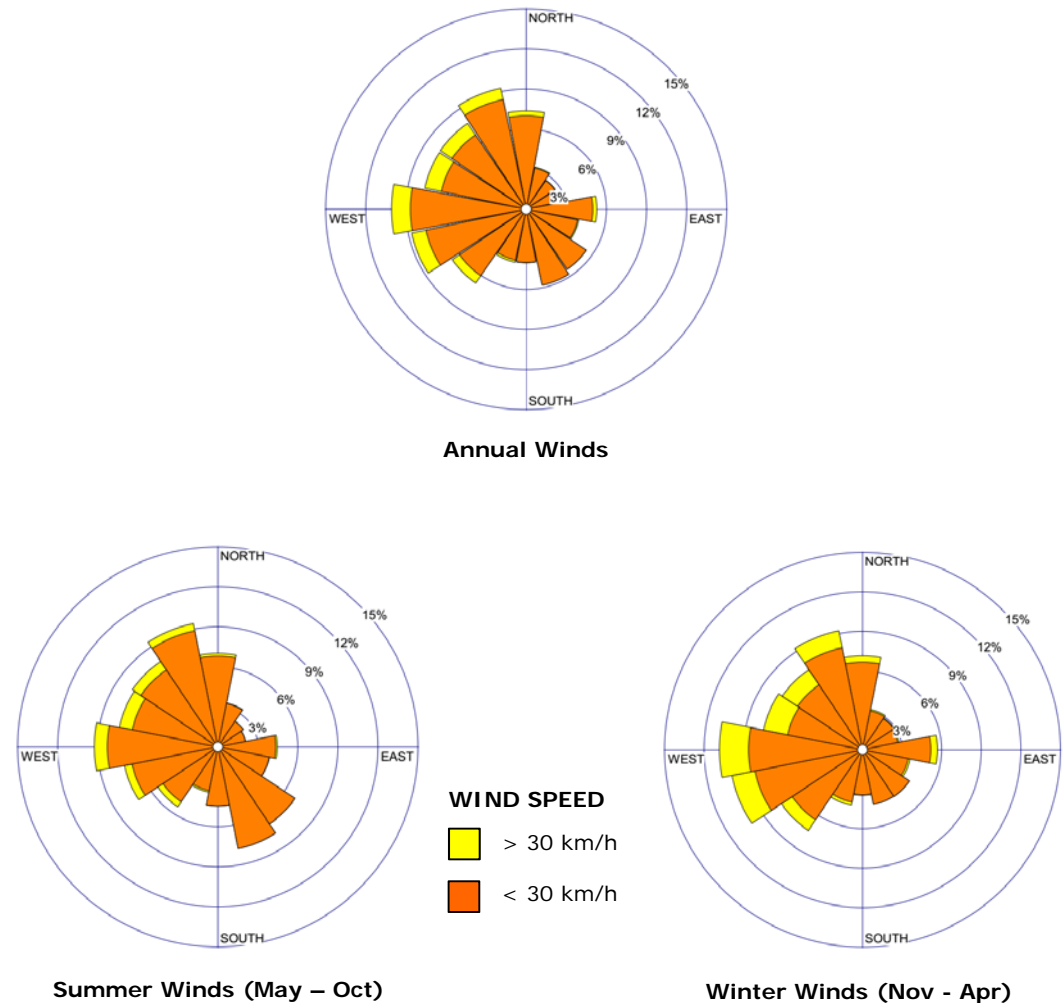 NORTH
15%
12%
9%
6%
3%
WEST
EAST
SOUTH
Annual Winds
NORTH
15%
12%
9%
6%
3%
WEST
EAST
SOUTH
Summer Winds (May – Oct)
WIND SPEED
> 30 km/h
< 30 km/h
NORTH
15%
12%
9%
6%
3%
WEST
EAST
SOUTH
Winter Winds (Nov - Apr)